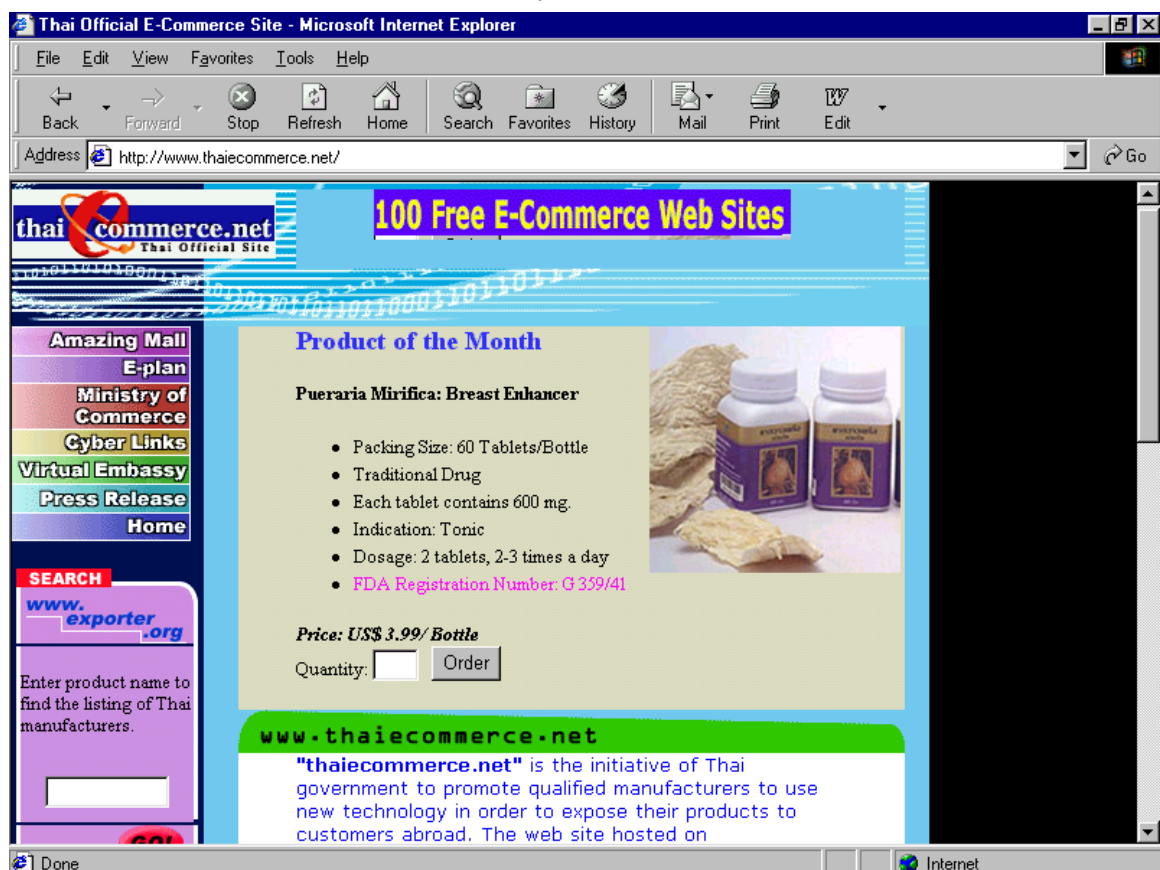 Thai Official E-Commerce Site - Microsoft Internet Explorer
File Edit View Favorites Tools Help
Back Forward Stop Refresh Home Search Favorites History Mail Print Edit
Address http://www.thaiecommerce.net/ Go
thai ecommerce.net
Thai Official Site
100 Free E-Commerce Web Sites
Amazing Mall
E-plan
Ministry of
Commerce
Cyber Links
Virtual Embassy
Press Release
Home
SEARCH
www.
exporter
.org
Enter product name to
find the listing of Thai
manufacturers.
GO!
Product of the Month
Pueraria Mirifica: Breast Enhancer
• Packing Size: 60 Tablets/Bottle
• Traditional Drug
• Each tablet contains 600 mg.
• Indication: Tonic
• Dosage: 2 tablets, 2-3 times a day
• FDA Registration Number: G 359/41
Price: US$ 3.99/ Bottle
Quantity: Order
www.thaiecommerce.net
"thaiecommerce.net" is the initiative of Thai
government to promote qualified manufacturers to use
new technology in order to expose their products to
customers abroad. The web site hosted on
Done Internet